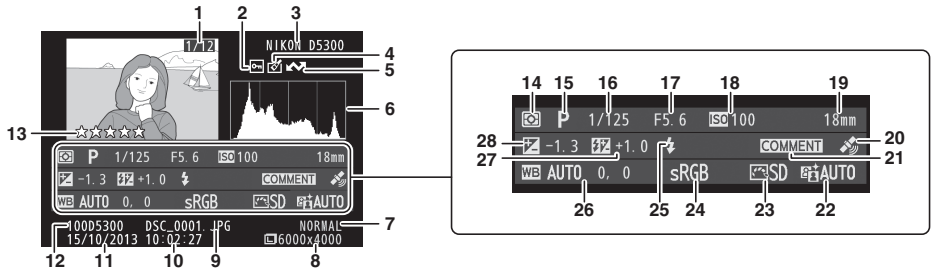 1 2 3 4 5 6 7 8 9 10 11 12 13
1/12 NIKON D5300
P 1/125 F5.6 ISO 100 18mm
-1.3 +1.0 COMMENT
WB AUTO 0, 0 sRGB SD AUTO
100D5300 DSC_0001.JPG NORMAL
15/10/2013 10:02:27 6000x4000
14 15 16 17 18 19
P 1/125 F5.6 ISO 100 18mm
28 20
-1.3 +1.0 COMMENT
27 21
WB AUTO 0, 0 sRGB SD AUTO
26 25 24 23 22